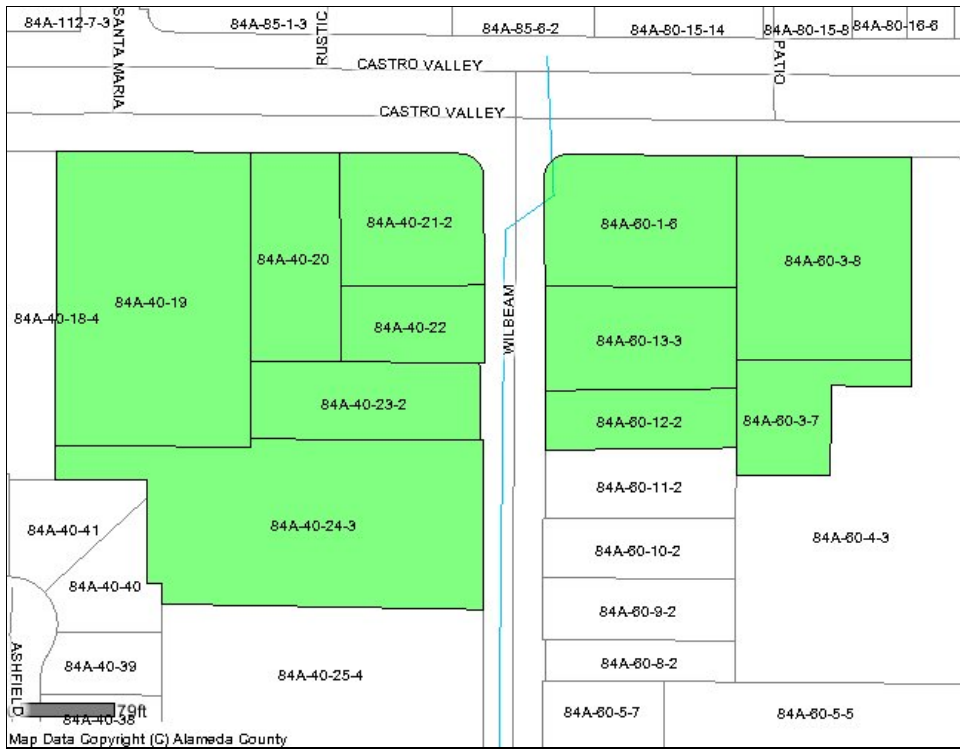 84A-112-7-3
SANTA MARIA
84A-85-1-3
RUSTIC
84A-85-6-2
84A-80-15-14
PATIO
84A-80-15-8
84A-80-16-6
CASTRO VALLEY
CASTRO VALLEY
84A-40-21-2
84A-60-1-6
84A-40-20
84A-60-3-8
84A-40-19
84A-40-18-4
WILBEAM
84A-40-22
84A-60-13-3
84A-40-23-2
84A-60-12-2
84A-60-3-7
84A-60-11-2
84A-40-24-3
84A-40-41
84A-60-4-3
84A-60-10-2
84A-40-40
84A-60-9-2
84A-40-39
84A-60-8-2
84A-40-25-4
ASHFIELD
79ft
84A-40-38
84A-60-5-7
84A-60-5-5
Map Data Copyright (C) Alameda County